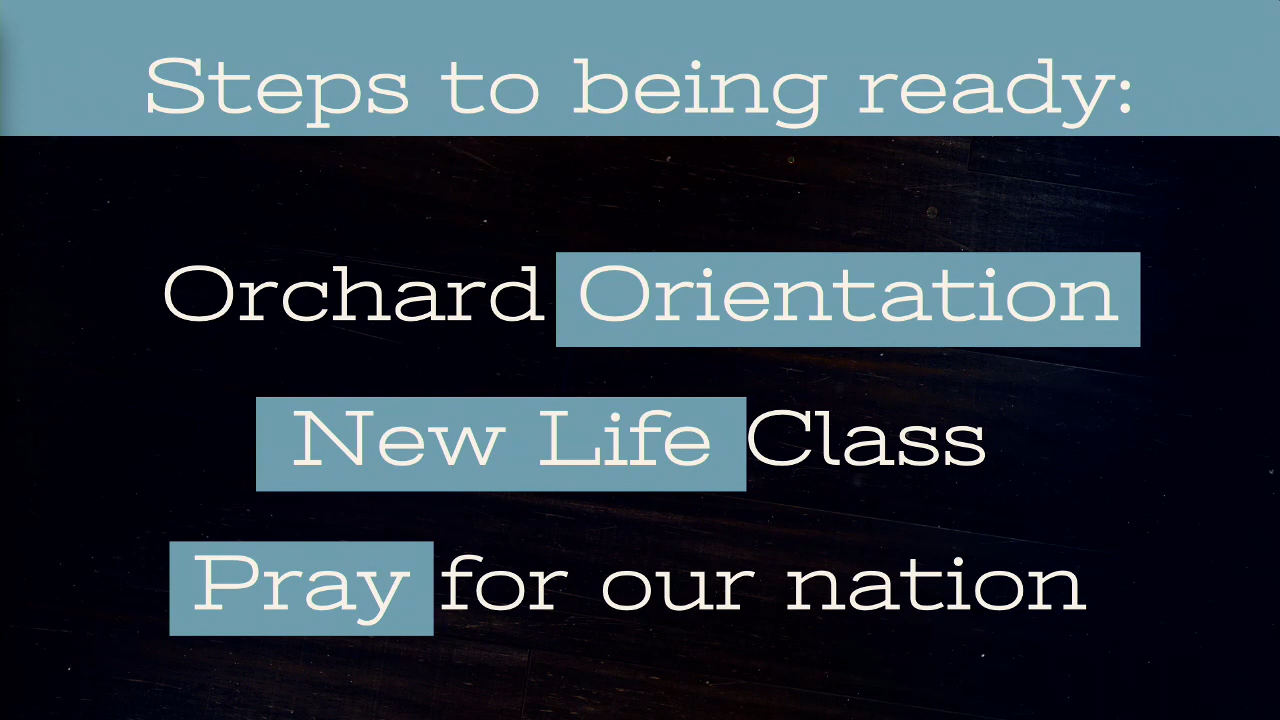 Steps to being ready:
Orchard Orientation
New Life Class
Pray for our nation